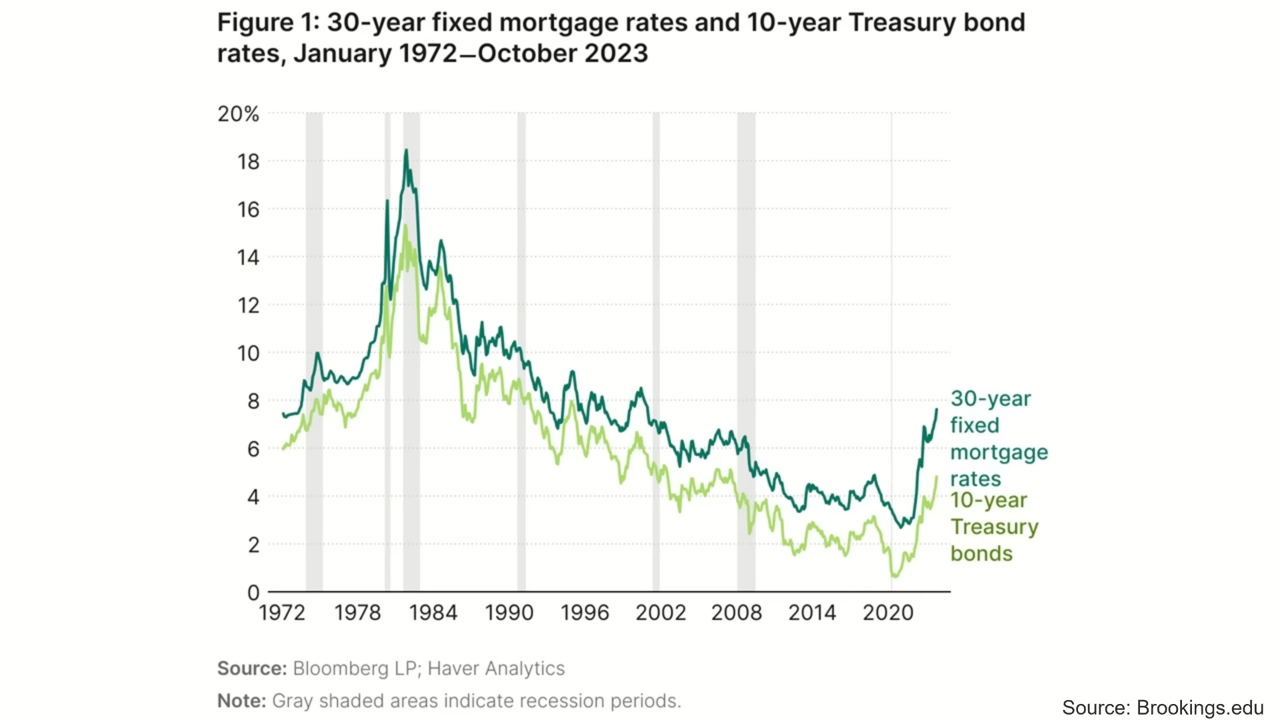 Figure 1: 30-year fixed mortgage rates and 10-year Treasury bond
rates, January 1972—October 2023
20%
18
16
14
12
10
8
6
4
2
0
1972 1978 1984 1990 1996 2002 2008 2014 2020
30-year
fixed
mortgage
rates
10-year
Treasury
bonds
Source: Bloomberg LP; Haver Analytics
Note: Gray shaded areas indicate recession periods.
Source: Brookings.edu